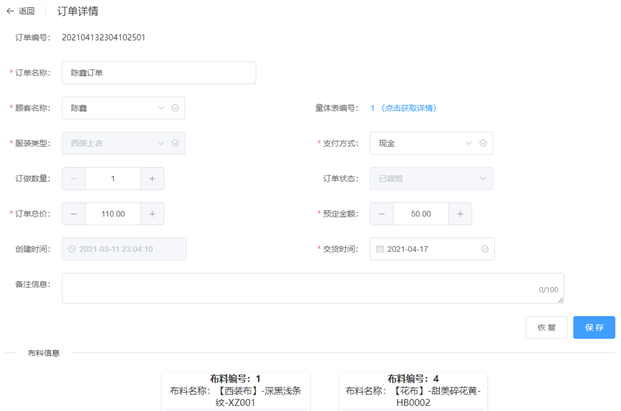 返回 订单详情
订单编号： 202104132304102501
* 订单名称： 陈鑫订单
* 顾客名称： 陈鑫 量体表编号： 1 （点击获取详情）
* 服装类型： 西装上衣 * 支付方式： 现金
订做数量： － 1 ＋ 订单状态： 已裁剪
* 订单总价： － 110.00 ＋ * 预定金额： － 50.00 ＋
创建时间： 2021-03-11 23:04:10 * 交货时间： 2021-04-17
备注信息： 0/100
恢 复 保 存
布料信息
布料编号：1 布料编号：4
布料名称：【西装布】-深黑浅条 布料名称：【花布】-甜美碎花黄-
纹-XZ001 HB0002